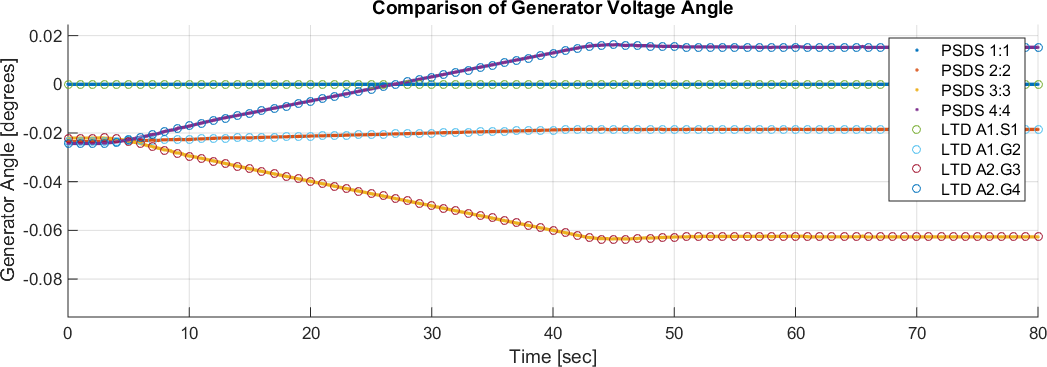 Comparison of Generator Voltage Angle
Generator Angle [degrees]
0.02
0
-0.02
-0.04
-0.06
-0.08
PSDS 1:1
PSDS 2:2
PSDS 3:3
PSDS 4:4
LTD A1.S1
LTD A1.G2
LTD A2.G3
LTD A2.G4
0 10 20 30 40 50 60 70 80
Time [sec]